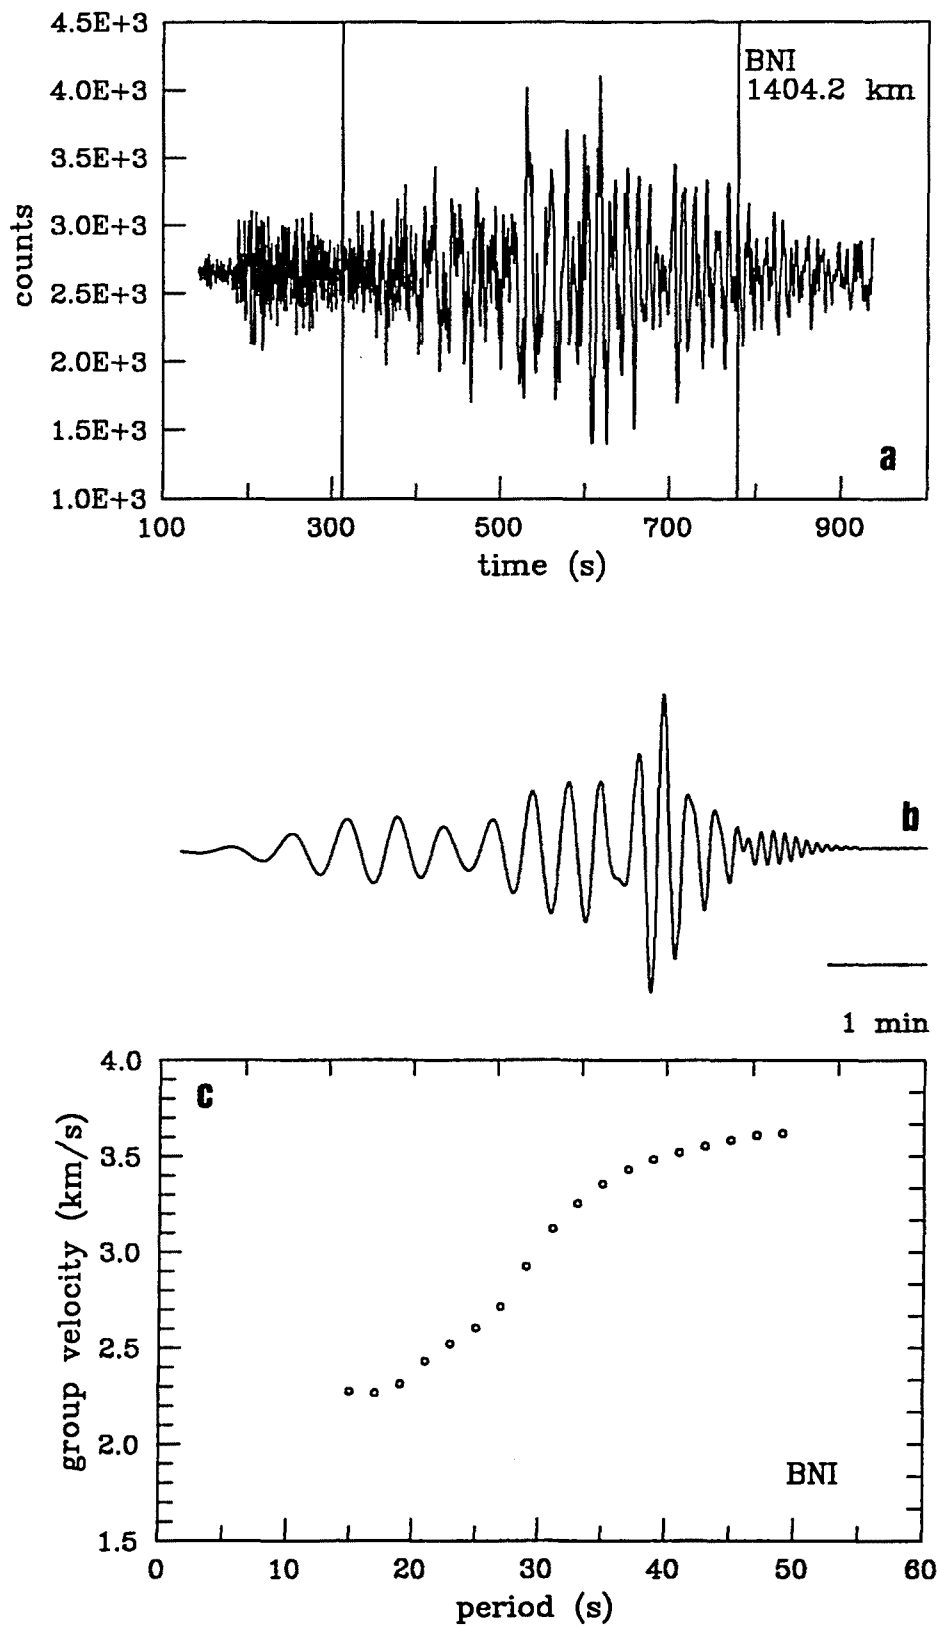 4.5E+3
4.0E+3
3.5E+3
3.0E+3
2.5E+3
2.0E+3
1.5E+3
1.0E+3
counts
BNI
1404.2 km
a
100 300 500 700 900
time (s)
b
1 min
4.0
3.5
3.0
2.5
2.0
1.5
group velocity (km/s)
c
BNI
0 10 20 30 40 50 60
period (s)